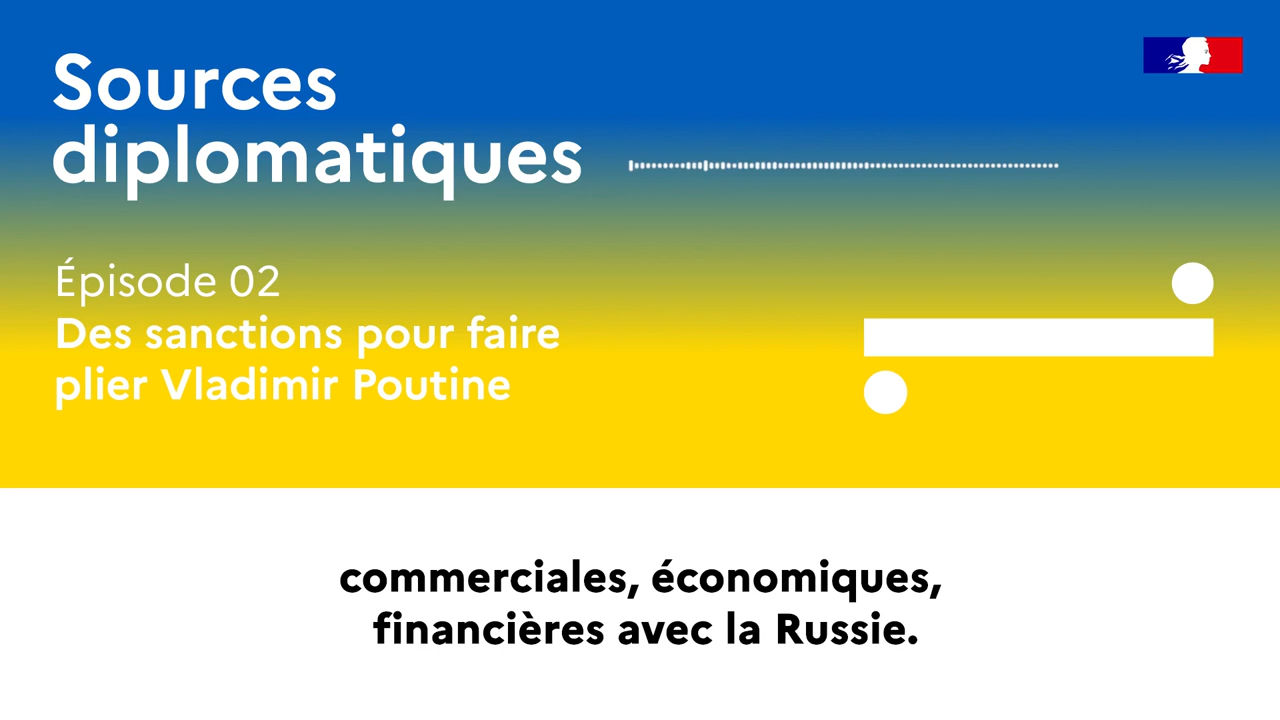 Sources
diplomatiques
Épisode 02
Des sanctions pour faire
plier Vladimir Poutine
commerciales, économiques,
financières avec la Russie.